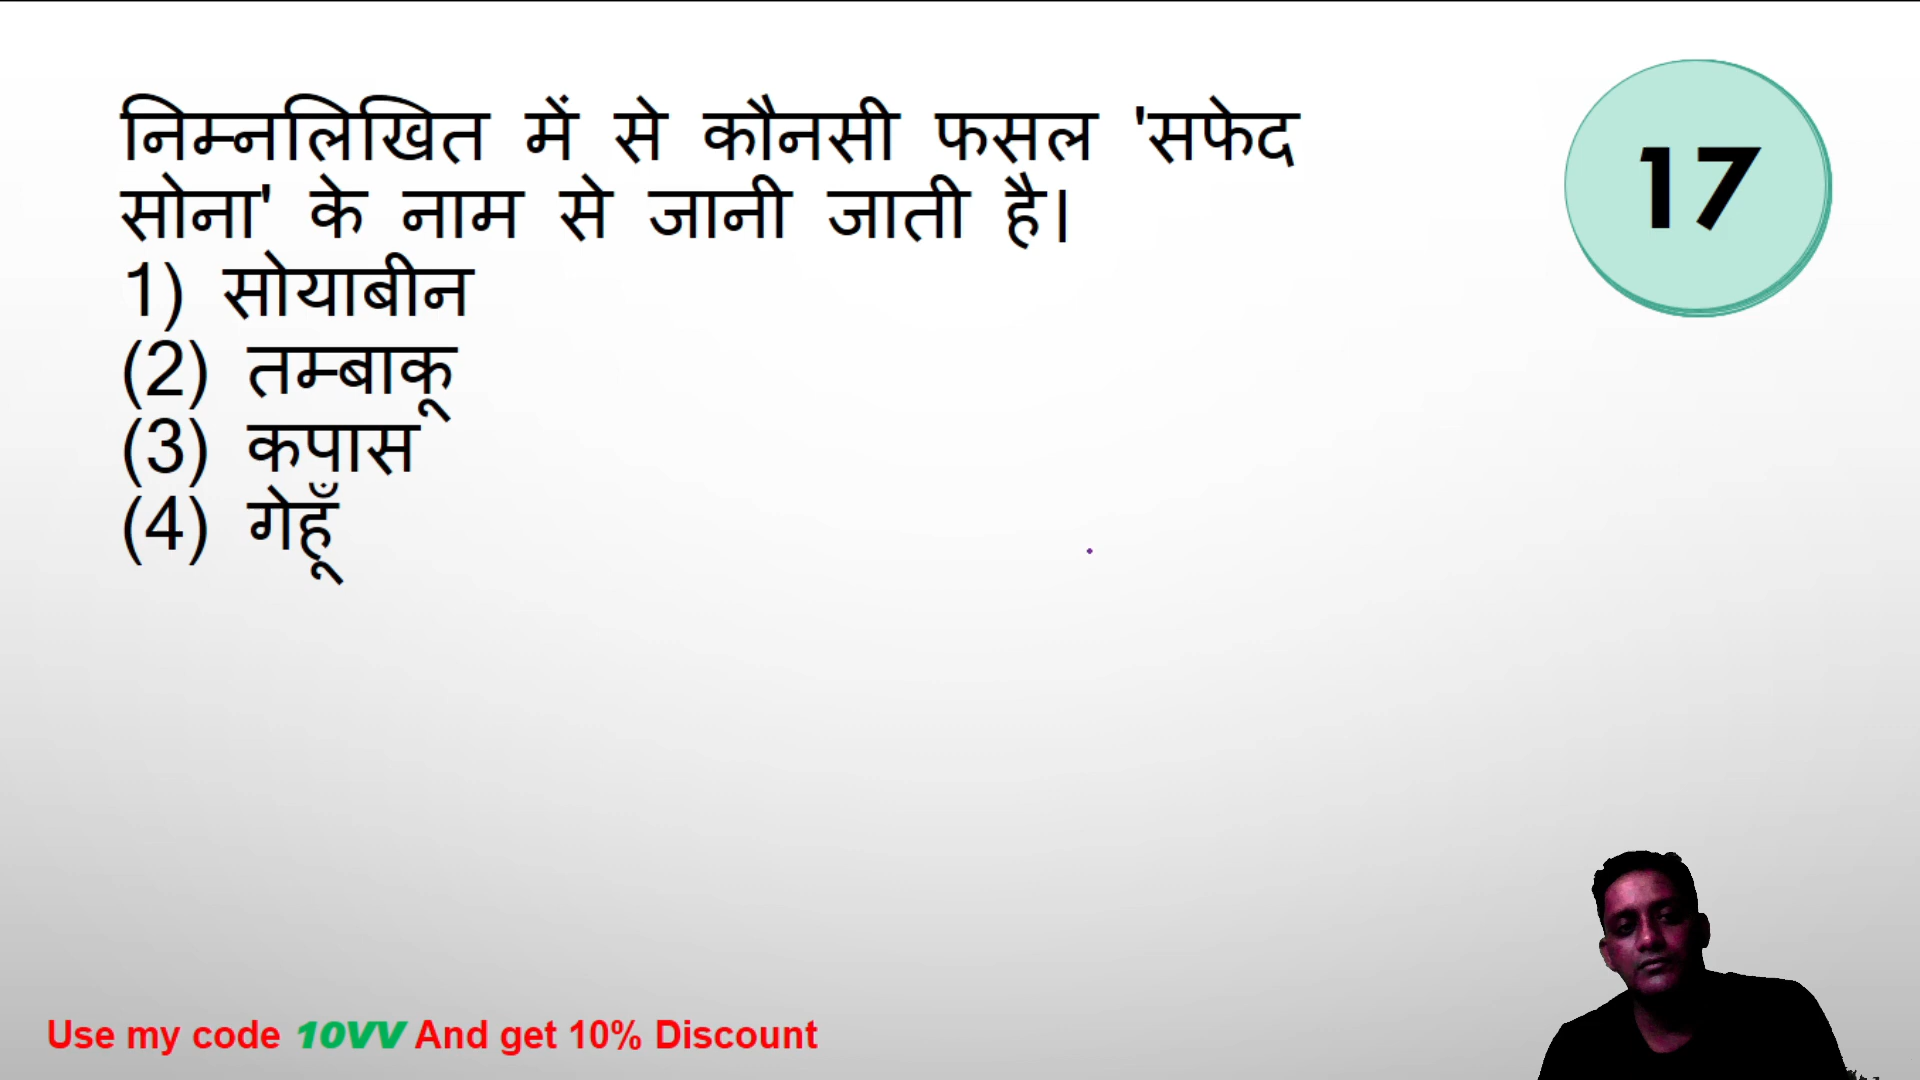 निम्नलिखित में से कौनसी फसल 'सफेद
सोना' के नाम से जानी जाती है।
1) सोयाबीन
(2) तम्बाकू
(3) कपास
(4) गेहूँ
17
Use my code 10VV And get 10% Discount